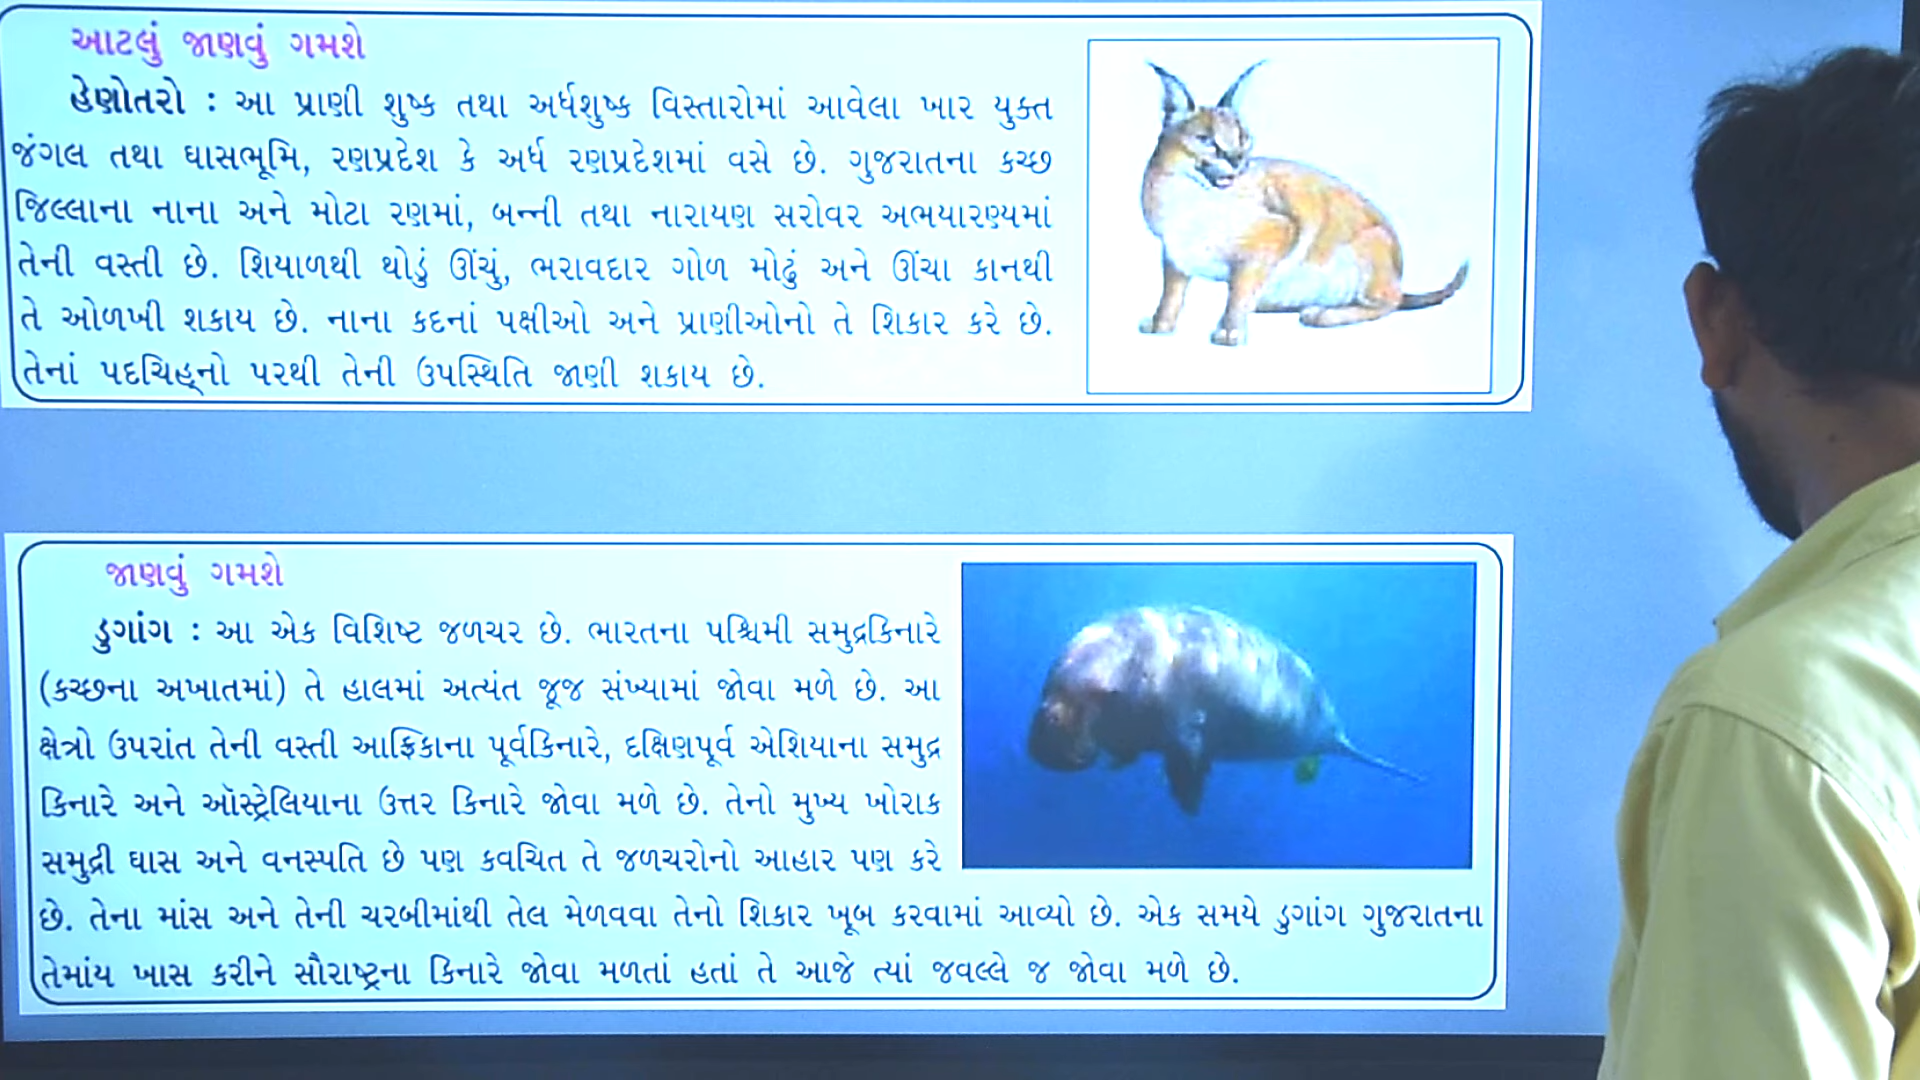 આટલું જાણવું ગમશે
હેણોતરો : આ પ્રાણી શુષ્ક તથા અર્ધશુષ્ક વિસ્તારોમાં આવેલા ખાર યુક્ત
જંગલ તથા ઘાસભૂમિ, રણપ્રદેશ કે અર્ધ રણપ્રદેશમાં વસે છે. ગુજરાતના કચ્છ
જિલ્લાના નાના અને મોટા રણમાં, બન્ની તથા નારાયણ સરોવર અભયારણ્યમાં
તેની વસ્તી છે. શિયાળથી થોડું ઊંચું, ભરાવદાર ગોળ મોઢું અને ઊંચા કાનથી
તે ઓળખી શકાય છે. નાના કદનાં પક્ષીઓ અને પ્રાણીઓનો તે શિકાર કરે છે.
તેનાં પદચિહ્નો પરથી તેની ઉપસ્થિતિ જાણી શકાય છે.
જાણવું ગમશે
ડુગાંગ : આ એક વિશિષ્ટ જળચર છે. ભારતના પશ્ચિમી સમુદ્રકિનારે
(કચ્છના અખાતમાં) તે હાલમાં અત્યંત જૂજ સંખ્યામાં જોવા મળે છે. આ
ક્ષેત્રો ઉપરાંત તેની વસ્તી આફ્રિકાના પૂર્વકિનારે, દક્ષિણપૂર્વ એશિયાના સમુદ્ર
કિનારે અને ઑસ્ટ્રેલિયાના ઉત્તર કિનારે જોવા મળે છે. તેનો મુખ્ય ખોરાક
સમુદ્રી ઘાસ અને વનસ્પતિ છે પણ કવચિત તે જળચરોનો આહાર પણ કરે
છે. તેના માંસ અને તેની ચરબીમાંથી તેલ મેળવવા તેનો શિકાર ખૂબ કરવામાં આવ્યો છે. એક સમયે ડુગાંગ ગુજરાતના
તેમાંય ખાસ કરીને સૌરાષ્ટ્રના કિનારે જોવા મળતાં હતાં તે આજે ત્યાં જવલ્લે જ જોવા મળે છે.